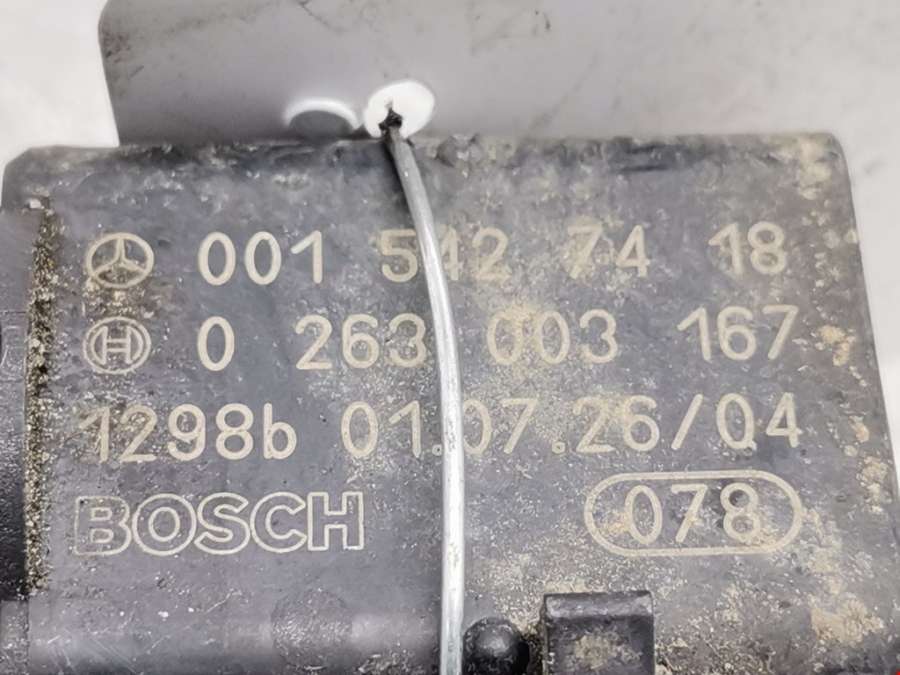 001 542 74 18
0 263 003 167
1298b 01.07.26/04
BOSCH 078